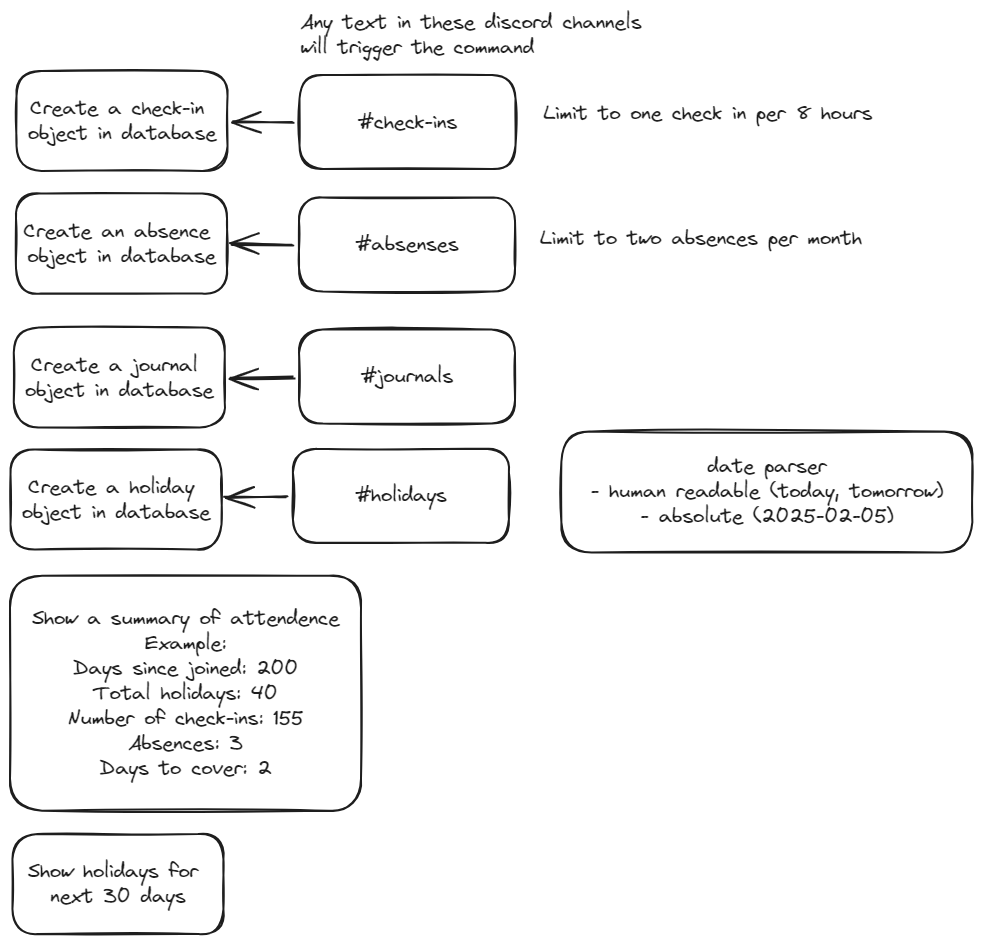 Any text in these discord channels
will trigger the command
Create a check-in
object in database
#check-ins
Limit to one check in per 8 hours
Create an absence
object in database
#absenses
Limit to two absences per month
Create a journal
object in database
#journals
Create a holiday
object in database
#holidays
date parser
- human readable (today, tomorrow)
- absolute (2025-02-05)
Show a summary of attendence
Example:
Days since joined: 200
Total holidays: 40
Number of check-ins: 155
Absences: 3
Days to cover: 2
Show holidays for
next 30 days